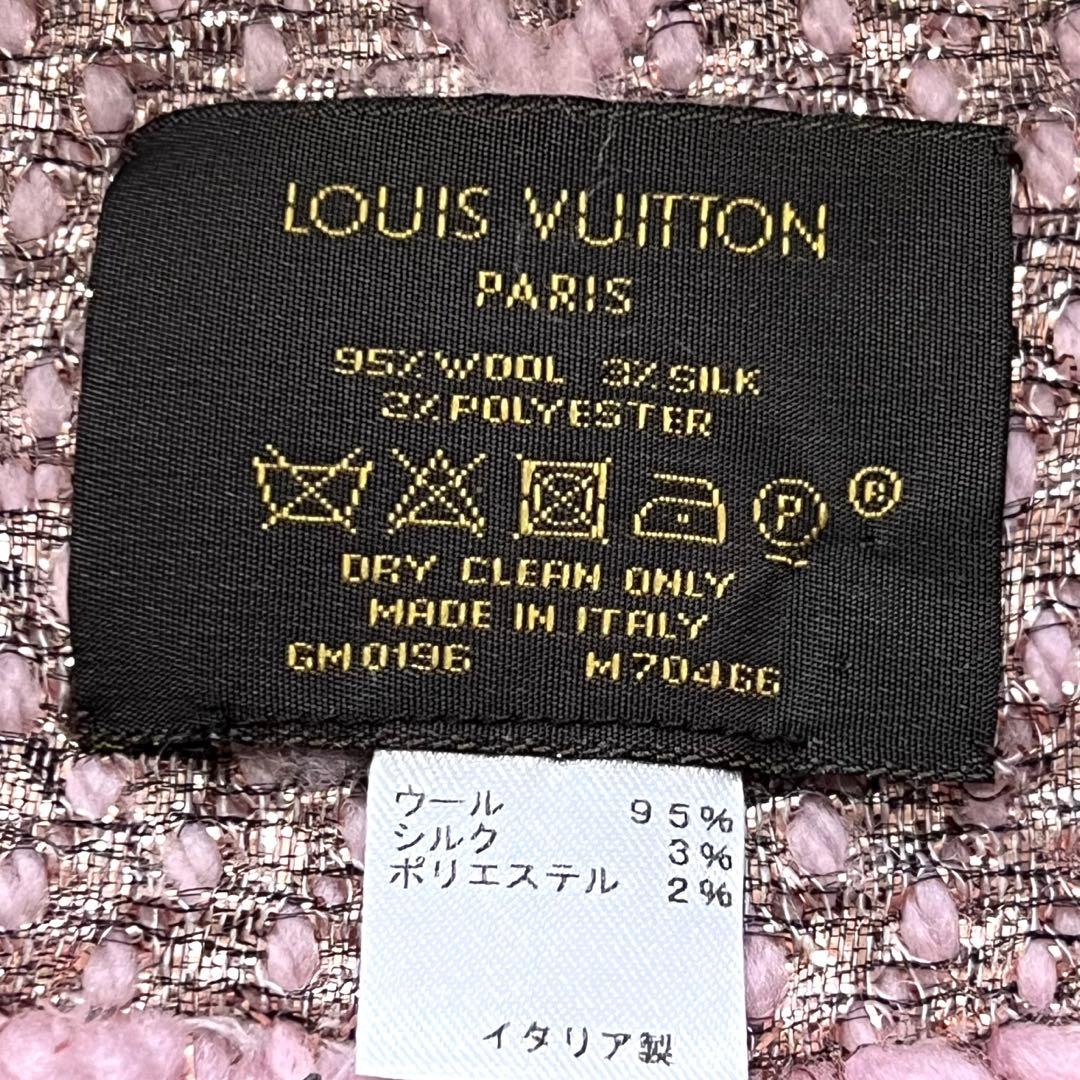 LOUIS VUITTON
PARIS
95% WOOL 3% SILK
2% POLYESTER
P ®
DRY CLEAN ONLY
MADE IN ITALY
GM0196 M70466
ウール 95%
シルク 3%
ポリエステル 2%
イタリア製